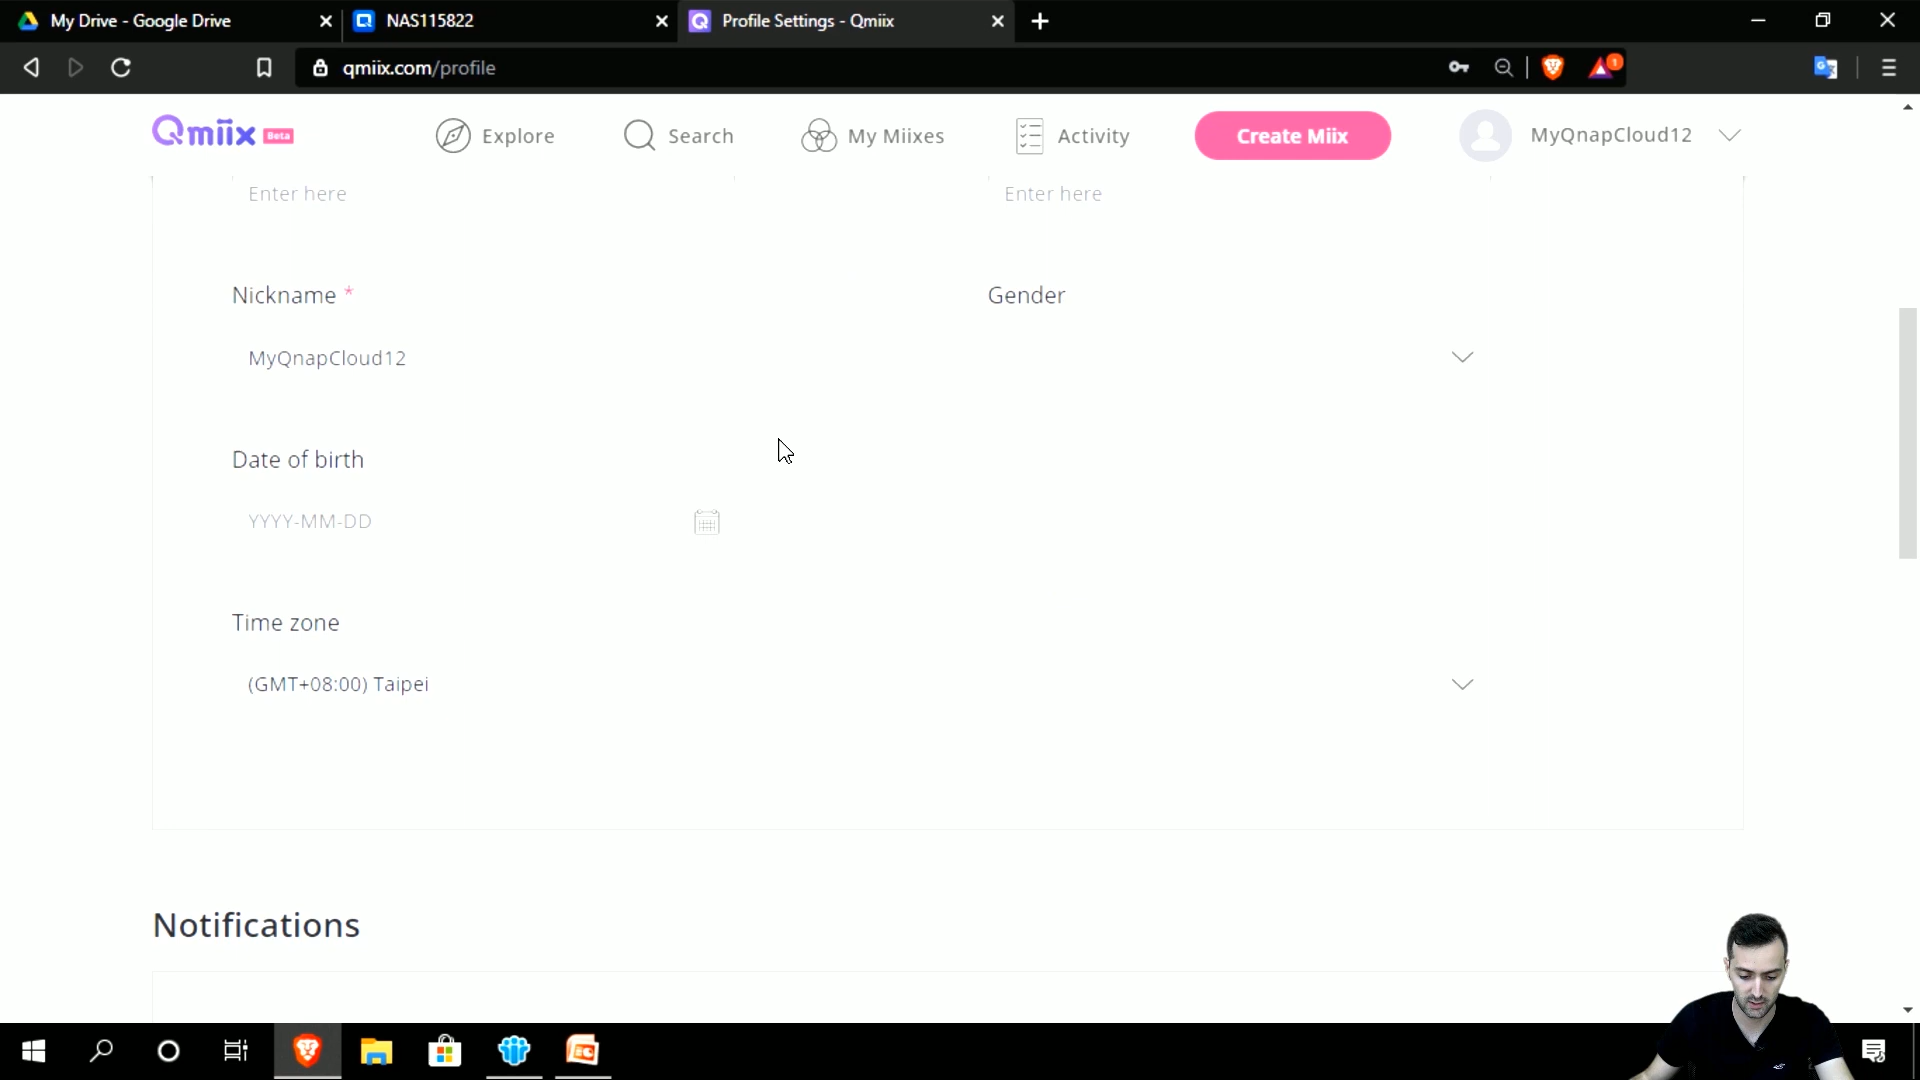 My Drive - Google Drive
NAS115822
Profile Settings - Qmiix
qmiix.com/profile
1
Qmiix Beta
Explore
Search
My Miixes
Activity
Create Miix
MyQnapCloud12
Enter here
Enter here
Nickname *
Gender
MyQnapCloud12
Date of birth
YYYY-MM-DD
Time zone
(GMT+08:00) Taipei
Notifications